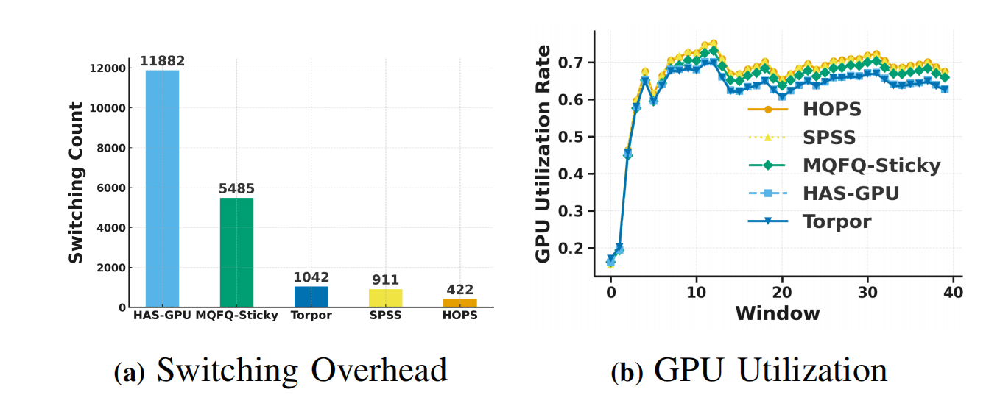 Switching Count
12000
10000
8000
6000
4000
2000
0
11882
5485
1042
911
422
HAS-GPU MQFQ-Sticky Torpor SPSS HOPS
(a) Switching Overhead
GPU Utilization Rate
0.7
0.6
0.5
0.4
0.3
0.2
HOPS
SPSS
MQFQ-Sticky
HAS-GPU
Torpor
0 10 20 30 40
Window
(b) GPU Utilization